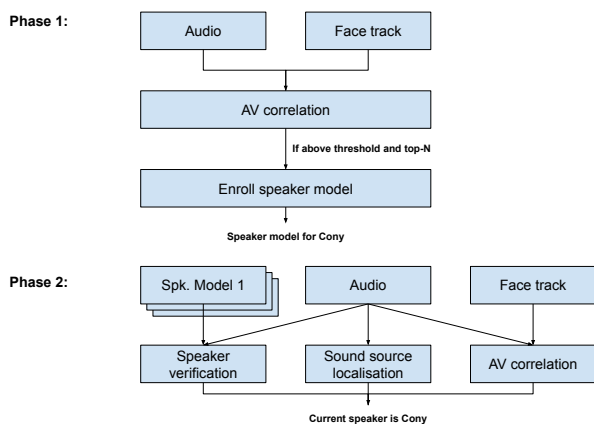 Phase 1:
Audio
Face track
AV correlation
If above threshold and top-N
Enroll speaker model
Speaker model for Cony
Phase 2:
Spk. Model 1
Audio
Face track
Speaker
verification
Sound source
localisation
AV correlation
Current speaker is Cony